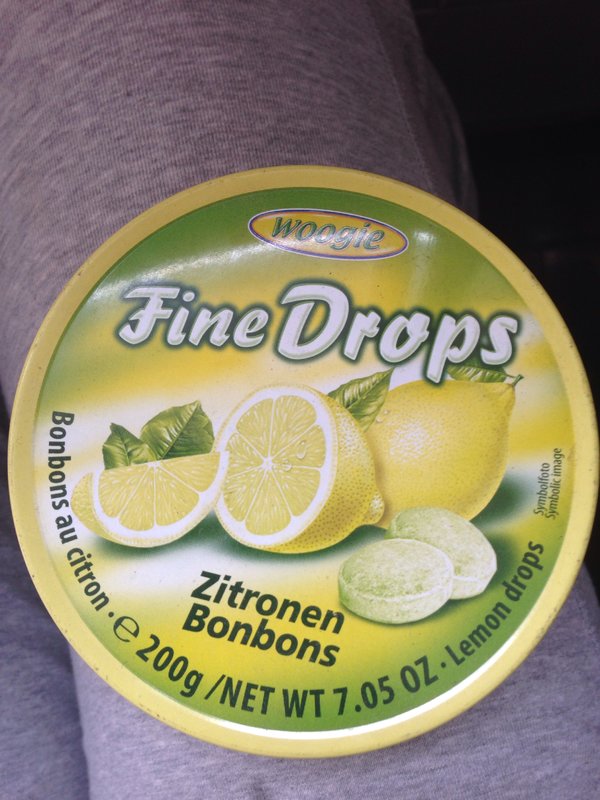 Woogie
Fine Drops
Symbolfoto
Symbolic image
Zitronen
Bonbons
Bonbons au citron · ℮ 200g /NET WT 7.05 OZ · Lemon drops